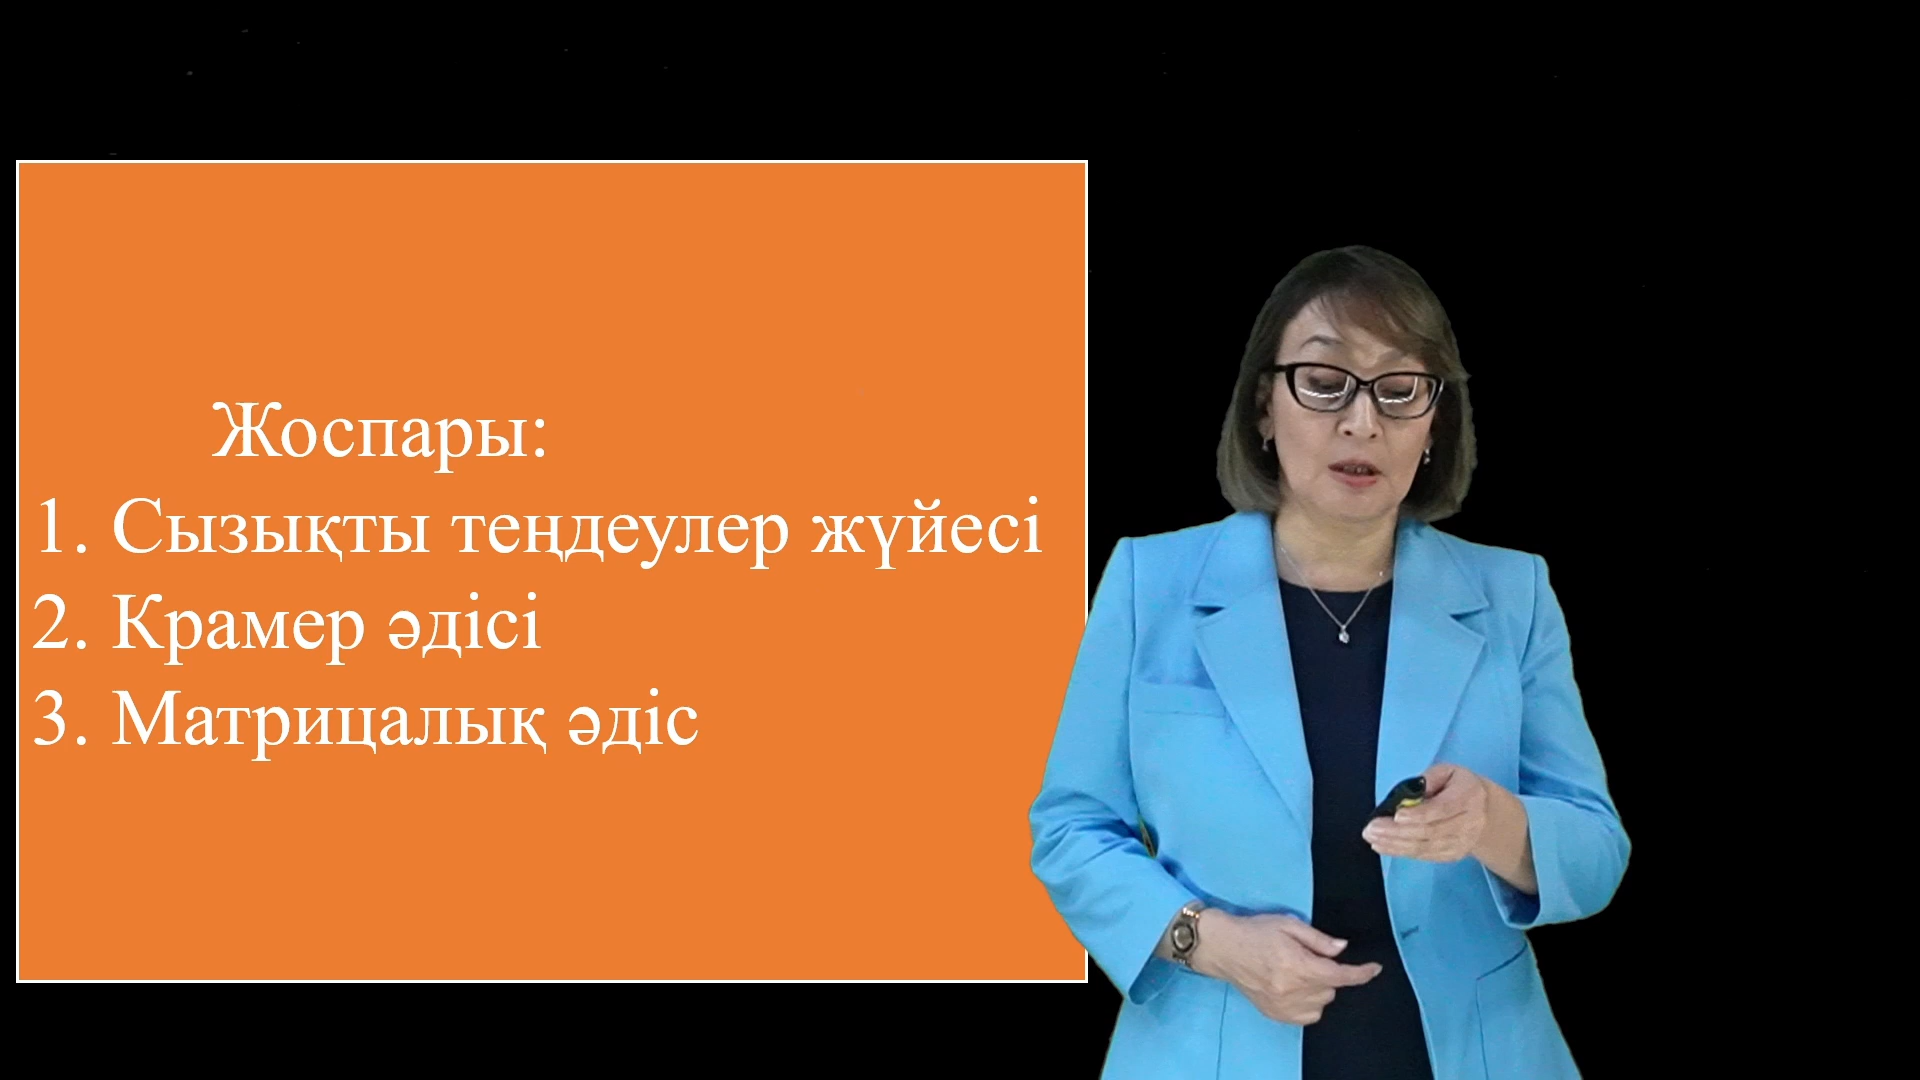 Жоспары:
1. Сызықты теңдеулер жүйесі
2. Крамер әдісі
3. Матрицалық әдіс